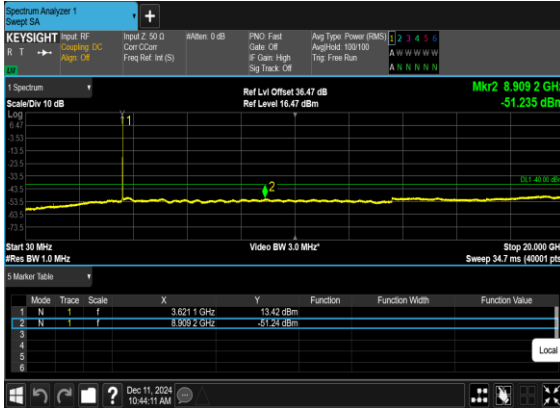 Spectrum Analyzer 1
Swept SA
+
KEYSIGHT Input: RF Input Z: 50 Ω #Atten: 0 dB PNO: Fast Avg Type: Power (RMS) 1 2 3 4 5 6
R T Coupling: DC Corr CCorr Gate: Off Avg|Hold: 100/100 A W W W W W
Align: Off Freq Ref: Int (S) IF Gain: High Trig: Free Run
LXI Sig Track: Off A N N N N N
1 Spectrum Ref Lvl Offset 36.47 dB Mkr2 8.909 2 GH
Scale/Div 10 dB Ref Level 16.47 dBm -51.235 dBm
Log
6.47 1
-3.53
-13.5
-23.5
-33.5
DL1 -40.00 dB
-43.5 2
-53.5
-63.5
-73.5
Start 30 MHz Video BW 3.0 MHz* Stop 20.000 GH
#Res BW 1.0 MHz Sweep 34.7 ms (40001 pts
5 Marker Table
Mode Trace Scale X Y Function Function Width Function Value
1 N 1 f 3.621 1 GHz 13.42 dBm
2 N 1 f 8.909 2 GHz -51.24 dBm
3
4
5
6
Local
? Dec 11, 2024
10:44:11 AM